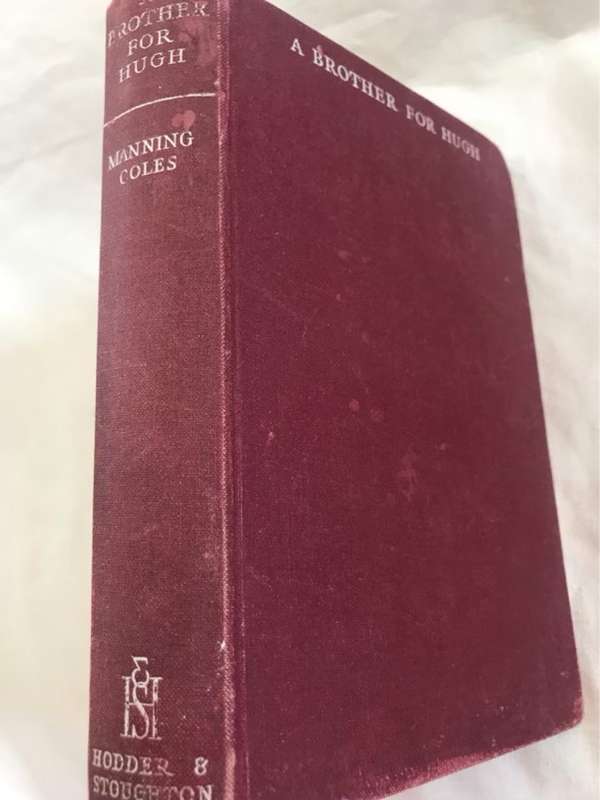 BROTHER
FOR
HUGH
MANNING
COLES
H&S
HODDER &
STOUGHTON
A BROTHER FOR HUGH